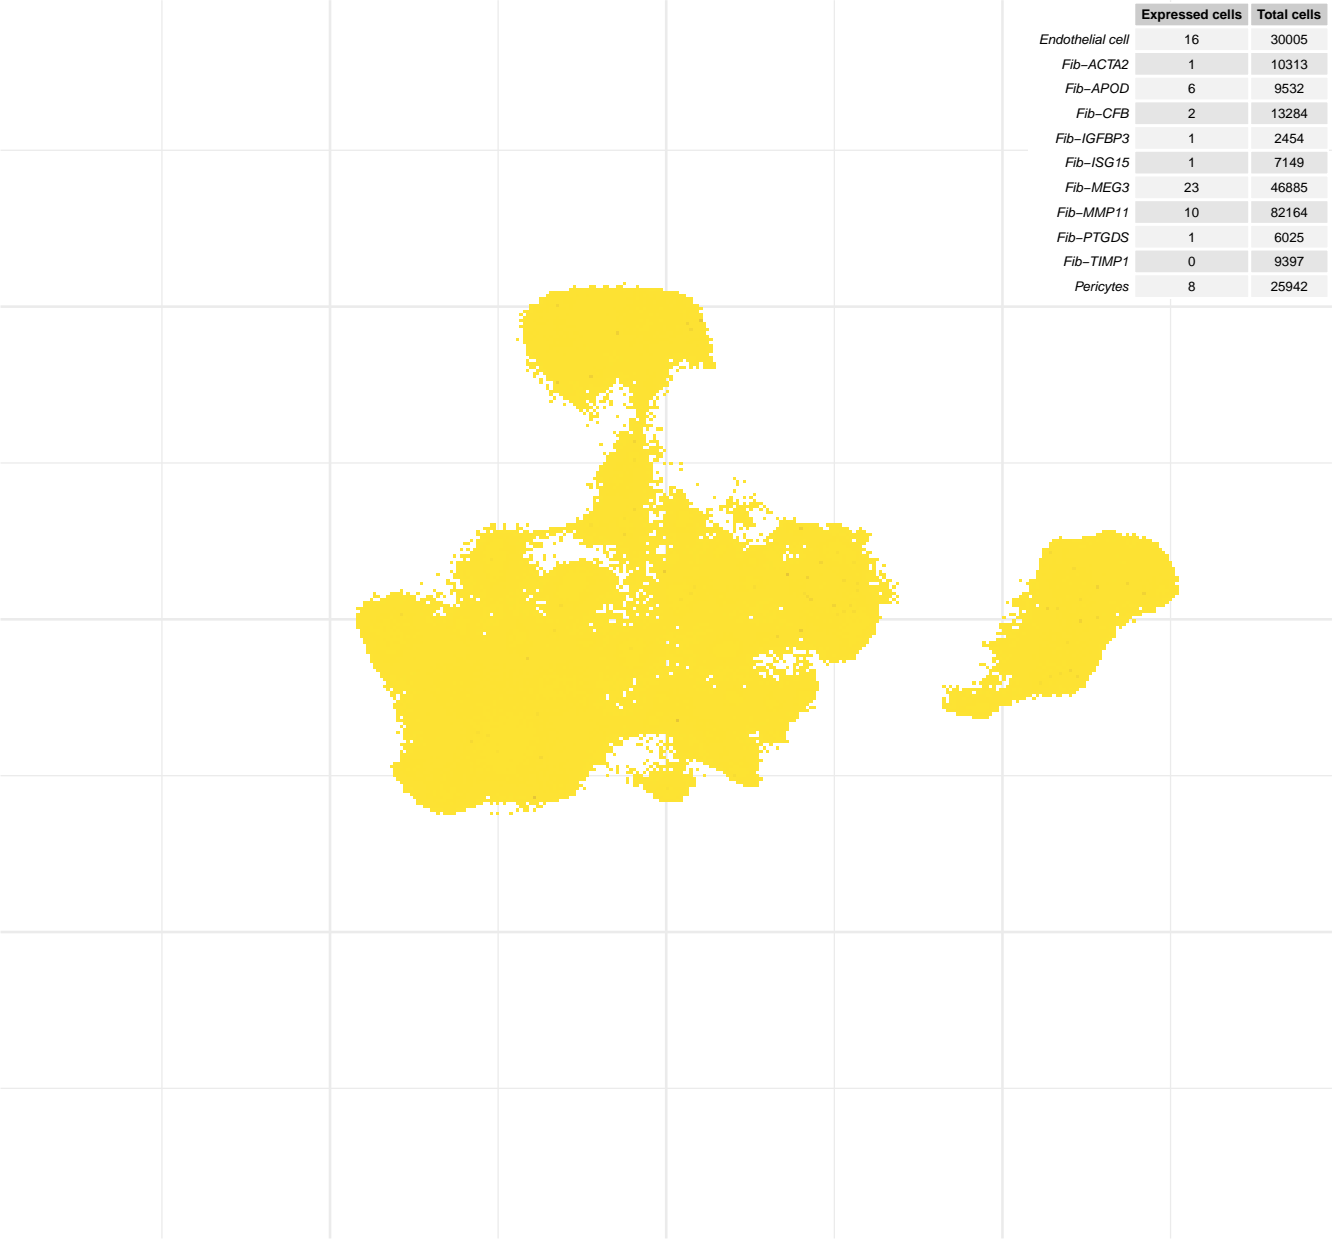 Expressed cells Total cells
Endothelial cell 16 30005
Fib−ACTA2 1 10313
Fib−APOD 6 9532
Fib−CFB 2 13284
Fib−IGFBP3 1 2454
Fib−ISG15 1 7149
Fib−MEG3 23 46885
Fib−MMP11 10 82164
Fib−PTGDS 1 6025
Fib−TIMP1 0 9397
Pericytes 8 25942